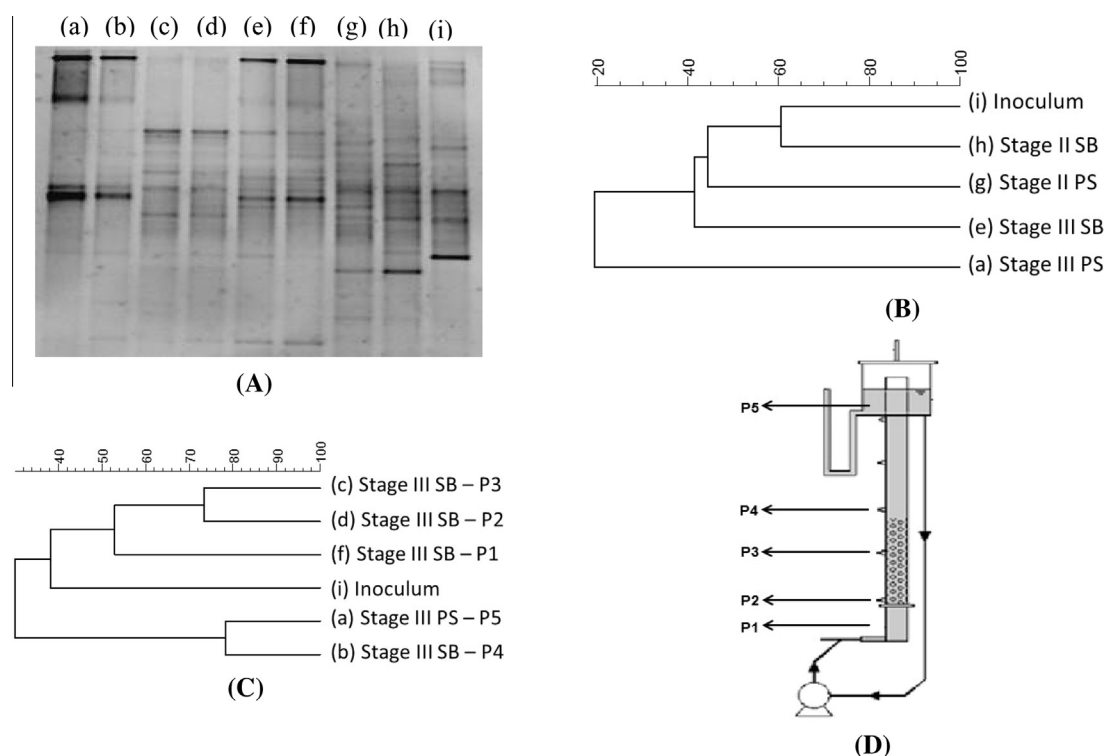 (a) (b) (c) (d) (e) (f) (g) (h) (i)
(A)
20 40 60 80 100
(i) Inoculum
(h) Stage II SB
(g) Stage II PS
(e) Stage III SB
(a) Stage III PS
(B)
40 50 60 70 80 90 100
(c) Stage III SB – P3
(d) Stage III SB – P2
(f) Stage III SB – P1
(i) Inoculum
(a) Stage III PS – P5
(b) Stage III SB – P4
(C)
P5
P4
P3
P2
P1
(D)